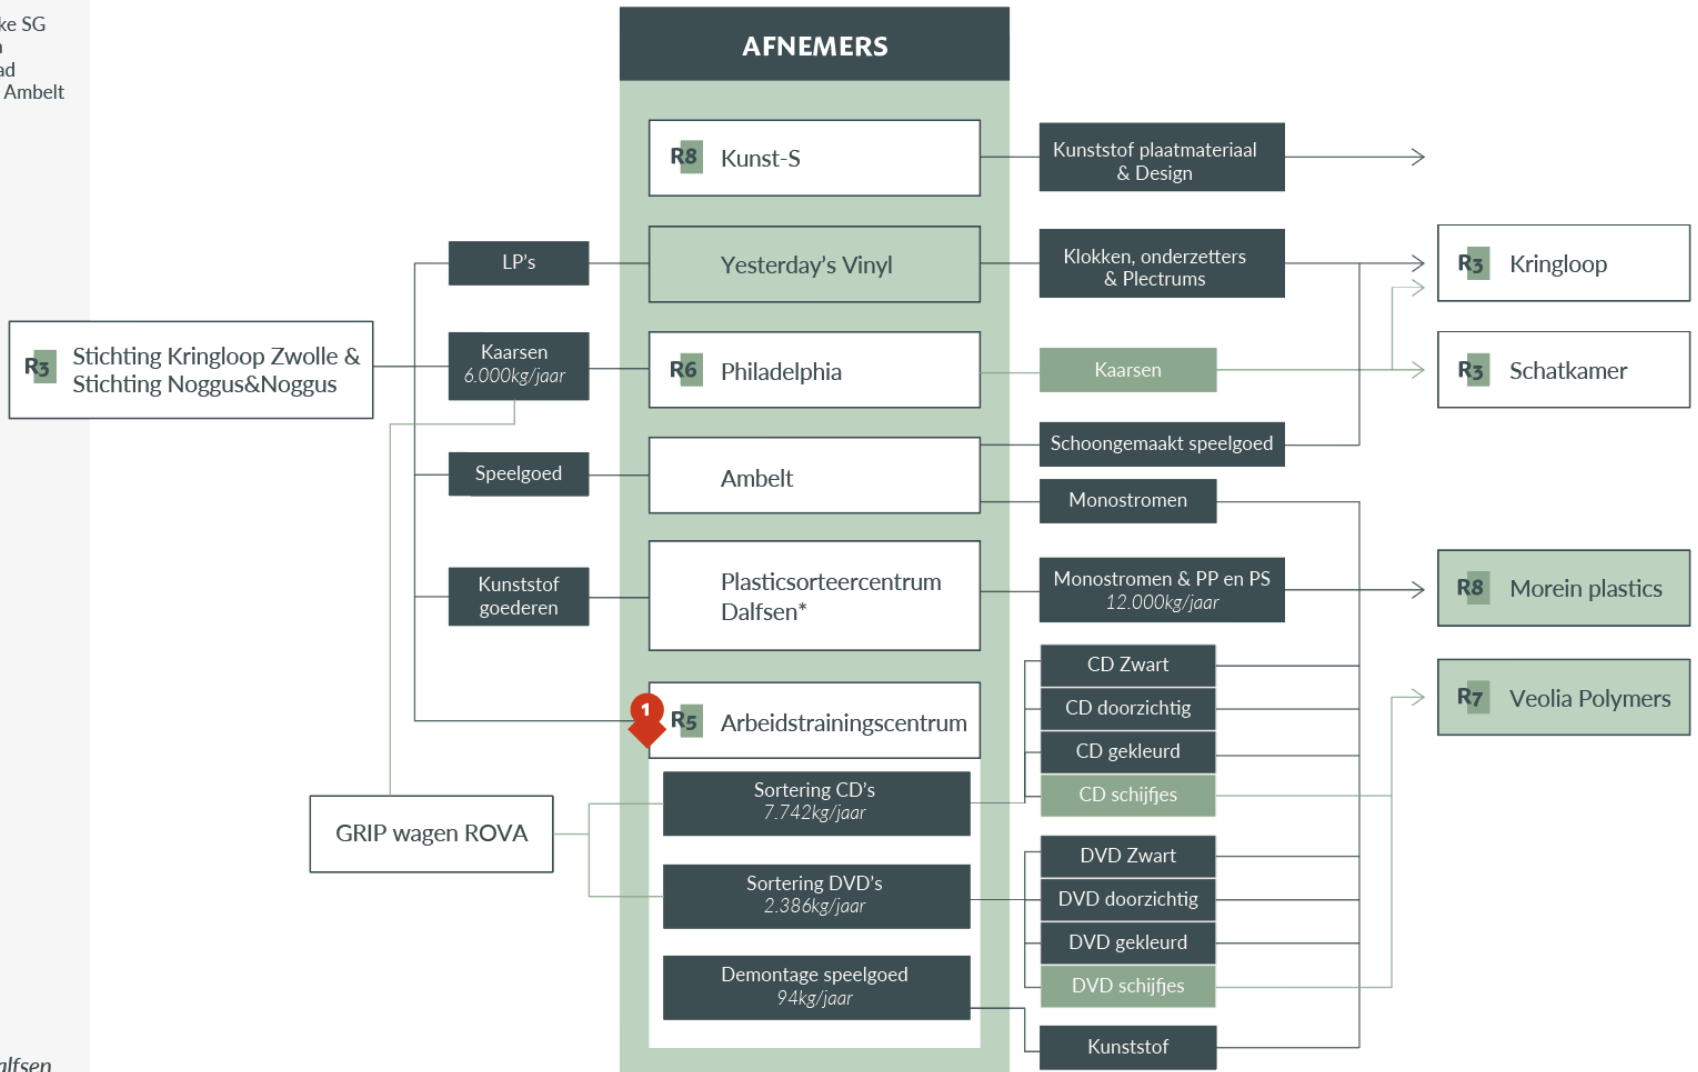 ke SG
ad
Ambelt
AFNEMERS
R8 Kunst-S
Kunststof plaatmateriaal
& Design
LP's
Yesterday's Vinyl
Klokken, onderzetters
& Plectrums
R3 Kringloop
R3 Stichting Kringloop Zwolle &
Stichting Noggus&Noggus
Kaarsen
6.000kg/jaar
R6 Philadelphia
Kaarsen
R3 Schatkamer
Speelgoed
Ambelt
Schoongemaakt speelgoed
Monostromen
Kunststof
goederen
Plasticsorteercentrum
Dalfsen*
Monostromen & PP en PS
12.000kg/jaar
R8 Morein plastics
1
R5 Arbeidstrainingscentrum
CD Zwart
CD doorzichtig
CD gekleurd
CD schijfjes
R7 Veolia Polymers
GRIP wagen ROVA
Sortering CD's
7.742kg/jaar
Sortering DVD's
2.386kg/jaar
DVD Zwart
DVD doorzichtig
DVD gekleurd
DVD schijfjes
Demontage speelgoed
94kg/jaar
Kunststof
alfsen